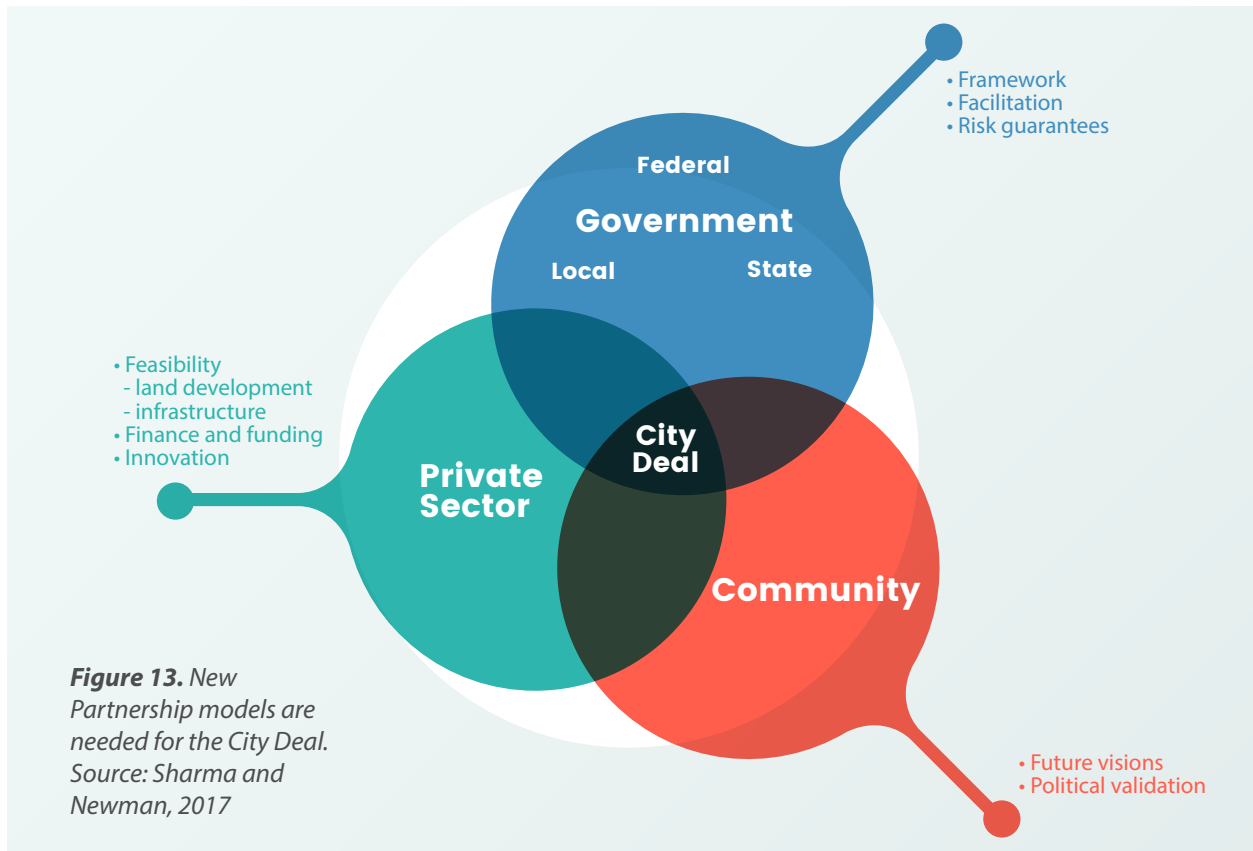 • Framework
• Facilitation
• Risk guarantees
Federal
Government
Local
State
• Feasibility
- land development
- infrastructure
• Finance and funding
• Innovation
City
Deal
Private
Sector
Community
Figure 13. New
Partnership models are
needed for the City Deal.
Source: Sharma and
Newman, 2017
• Future visions
• Political validation